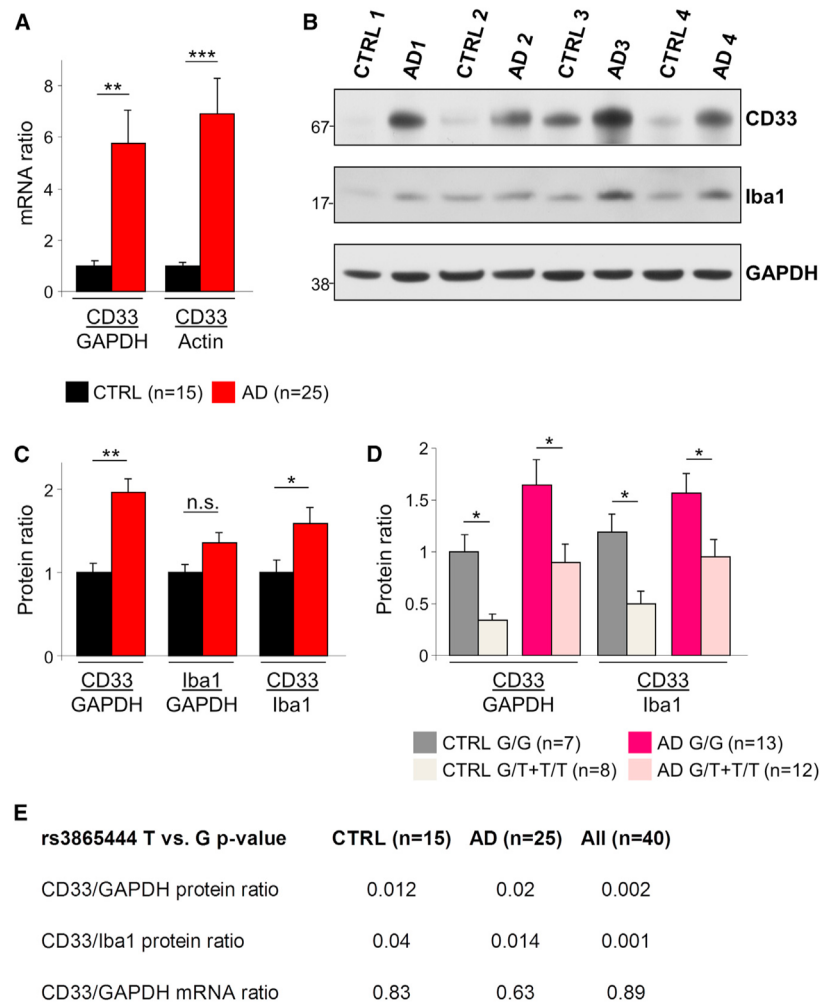 A
mRNA ratio
8
6
4
2
0
**
***
CD33
GAPDH
CD33
Actin
CTRL (n=15)
AD (n=25)
B
CTRL 1
AD1
CTRL 2
AD 2
CTRL 3
AD3
CTRL 4
AD 4
67-
CD33
17-
Iba1
38-
GAPDH
C
Protein ratio
2
1
0
**
n.s.
*
CD33
GAPDH
Iba1
GAPDH
CD33
Iba1
D
Protein ratio
2
1.5
1
0.5
0
*
*
*
*
CD33
GAPDH
CD33
Iba1
CTRL G/G (n=7)
AD G/G (n=13)
CTRL G/T+T/T (n=8)
AD G/T+T/T (n=12)
E
rs3865444 T vs. G p-value CTRL (n=15) AD (n=25) All (n=40)
CD33/GAPDH protein ratio 0.012 0.02 0.002
CD33/Iba1 protein ratio 0.04 0.014 0.001
CD33/GAPDH mRNA ratio 0.83 0.63 0.89